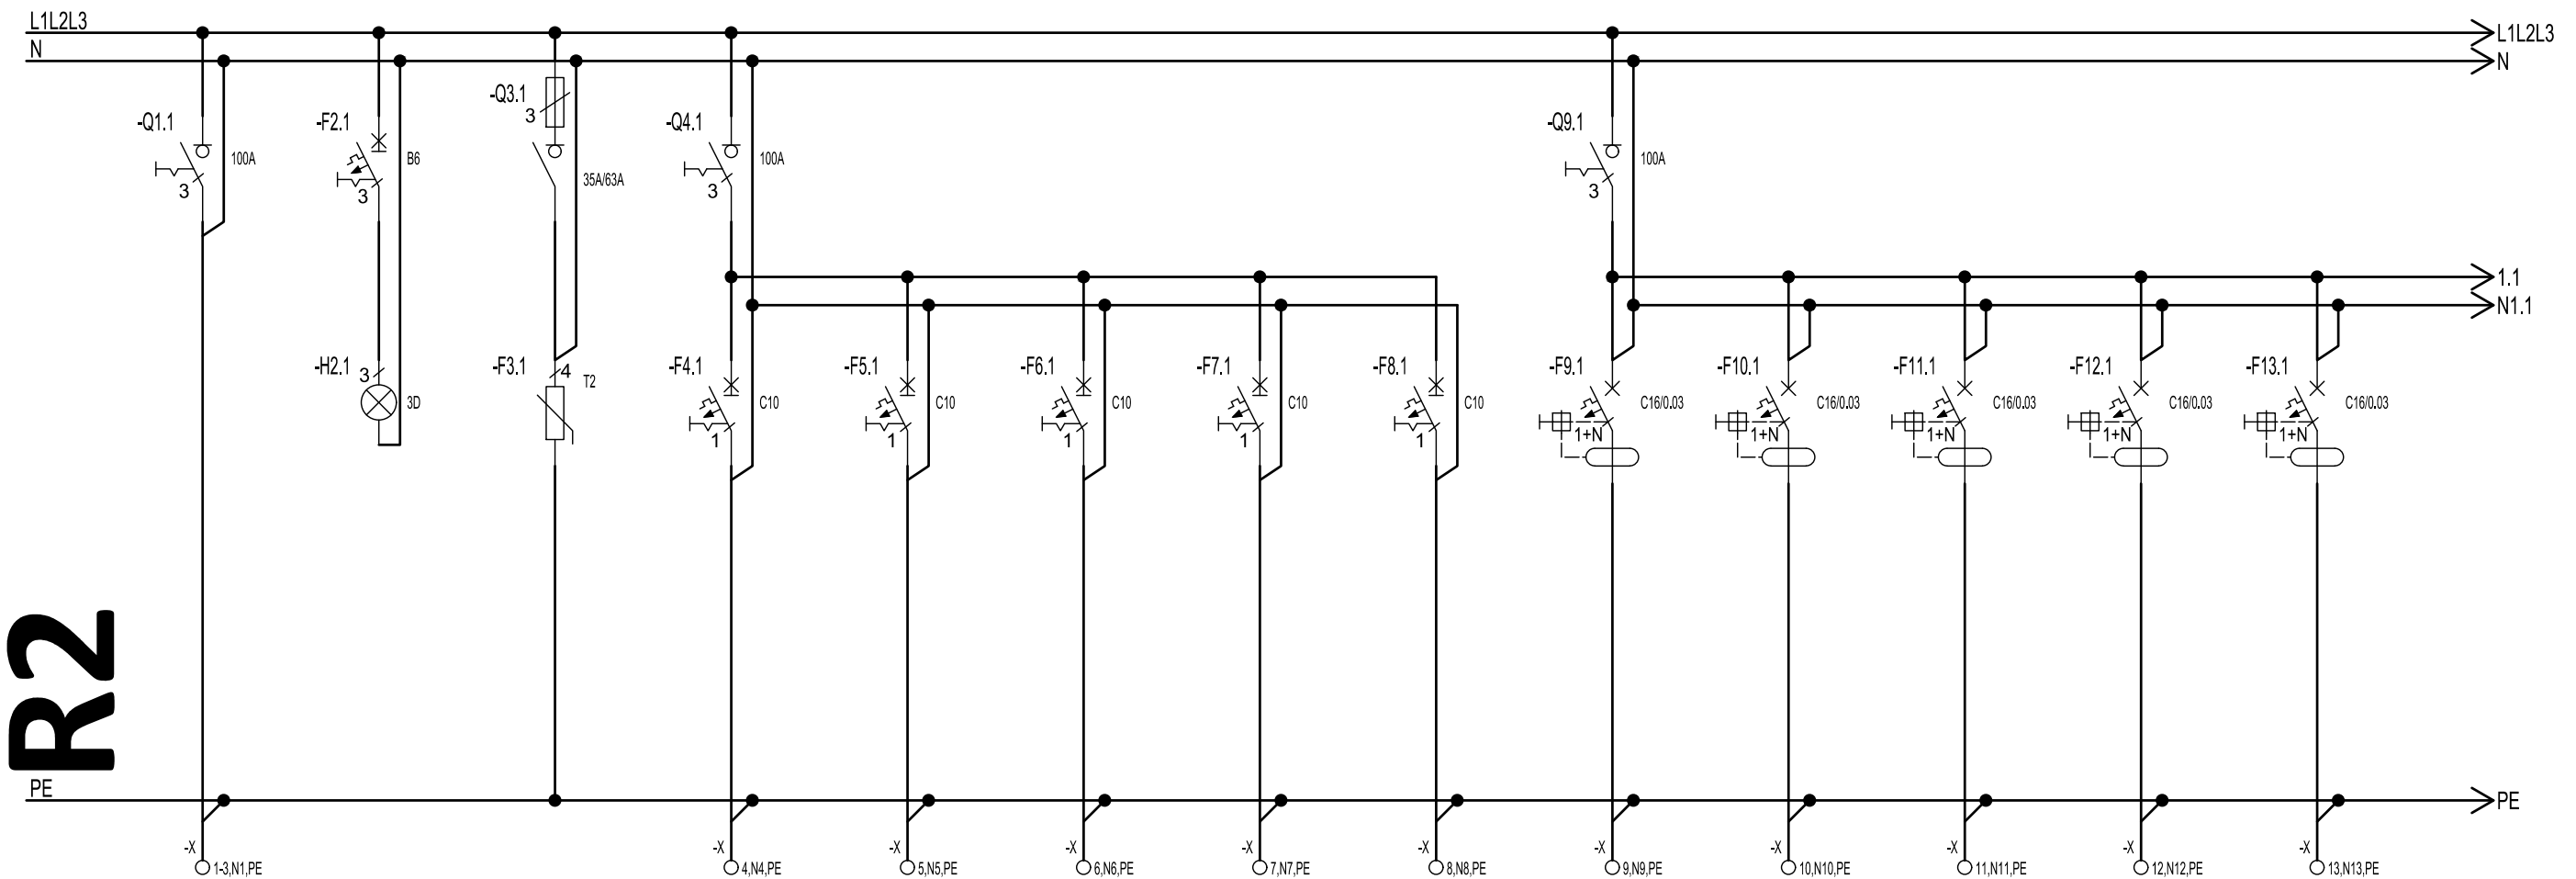 L1L2L3
L1L2L3
N
N
-Q1.1
3
100A
-F2.1
3
B6
-Q3.1
3
35A/63A
-Q4.1
3
100A
-Q9.1
3
100A
1.1
N1.1
-H2.1
3
3D
-F3.1
4
T2
-F4.1
1
C10
-F5.1
1
C10
-F6.1
1
C10
-F7.1
1
C10
-F8.1
1
C10
-F9.1
1+N
C16/0.03
-F10.1
1+N
C16/0.03
-F11.1
1+N
C16/0.03
-F12.1
1+N
C16/0.03
-F13.1
1+N
C16/0.03
R2
PE
PE
-X
1-3,N1,PE
-X
4,N4,PE
-X
5,N5,PE
-X
6,N6,PE
-X
7,N7,PE
-X
8,N8,PE
-X
9,N9,PE
-X
10,N10,PE
-X
11,N11,PE
-X
12,N12,PE
-X
13,N13,PE